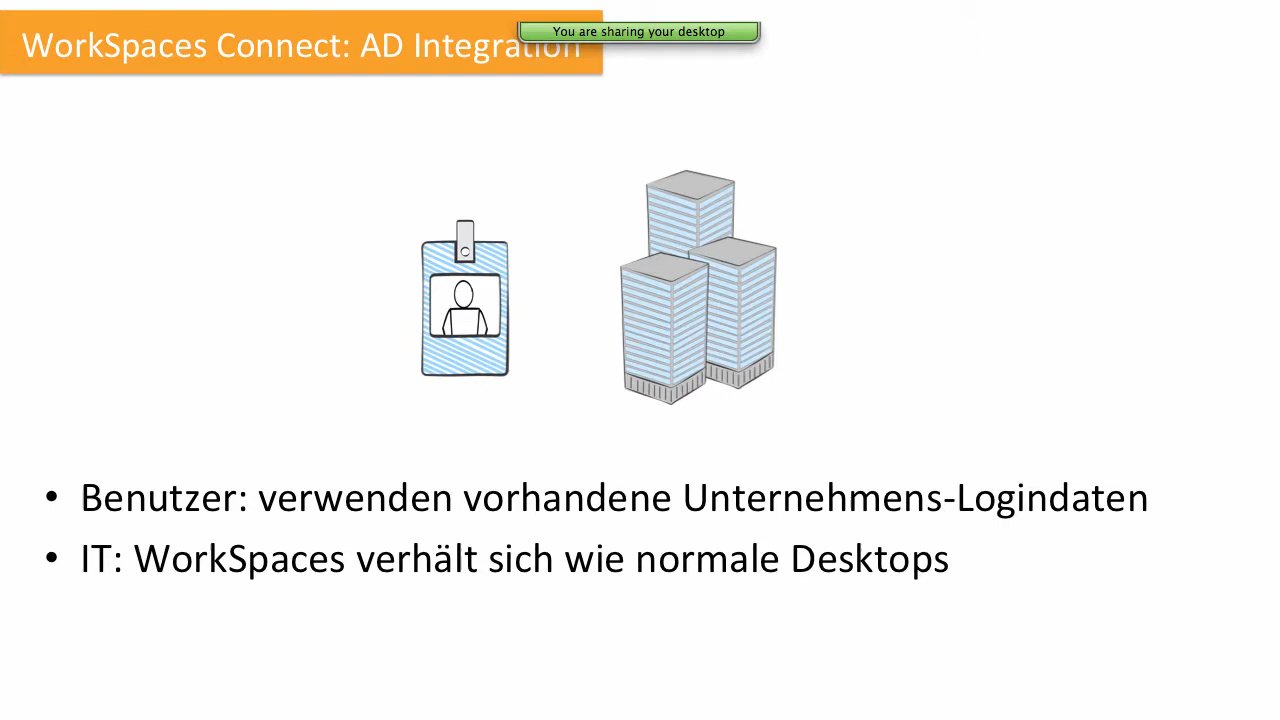 WorkSpaces Connect: AD Integration
You are sharing your desktop
• Benutzer: verwenden vorhandene Unternehmens-Logindaten
• IT: WorkSpaces verhält sich wie normale Desktops